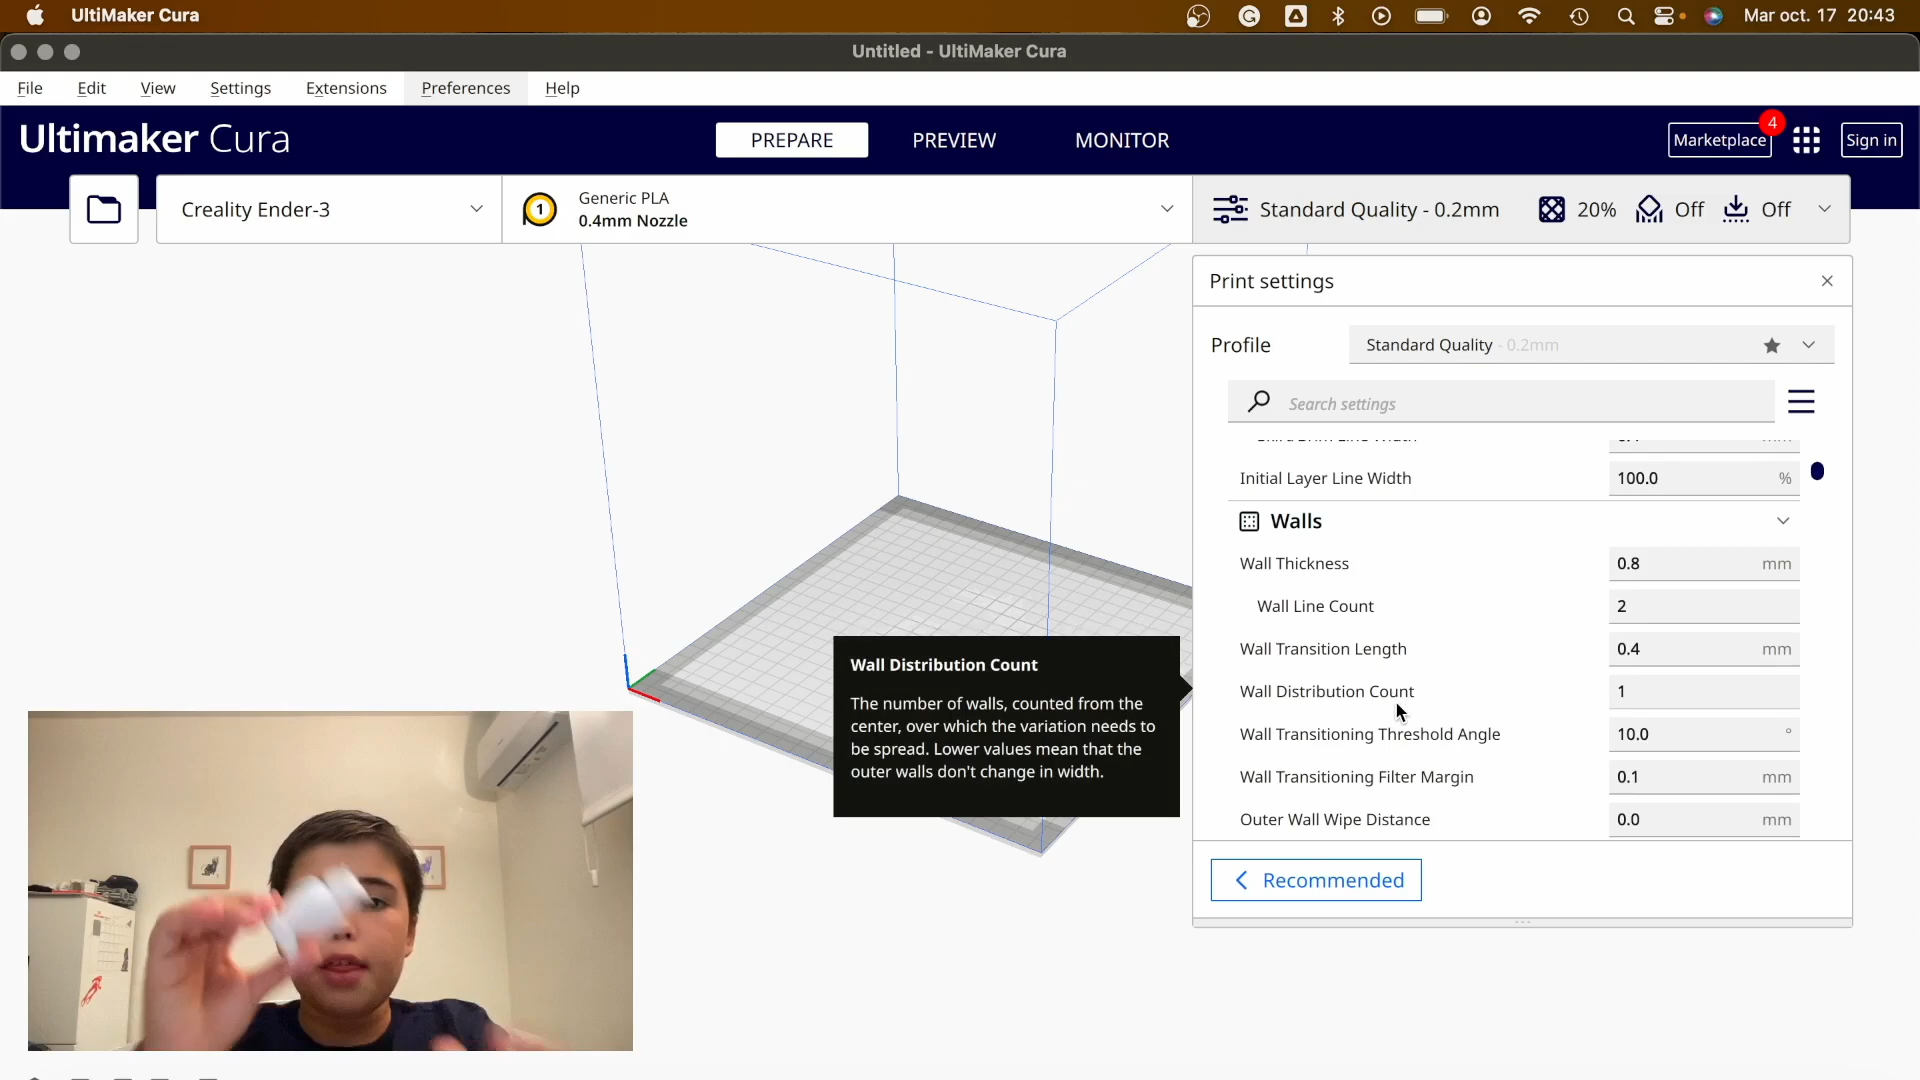 UltiMaker Cura
Mar oct. 17 20:43
Untitled - UltiMaker Cura
File Edit View Settings Extensions Preferences Help
Ultimaker Cura
PREPARE PREVIEW MONITOR
Marketplace 4
Sign in
Creality Ender-3
1
Generic PLA
0.4mm Nozzle
Standard Quality - 0.2mm 20% Off Off
Print settings
Profile Standard Quality - 0.2mm
Search settings
Initial Layer Line Width 100.0 %
Walls
Wall Thickness 0.8 mm
Wall Line Count 2
Wall Transition Length 0.4 mm
Wall Distribution Count 1
Wall Transitioning Threshold Angle 10.0 °
Wall Transitioning Filter Margin 0.1 mm
Outer Wall Wipe Distance 0.0 mm
Recommended
Wall Distribution Count
The number of walls, counted from the
center, over which the variation needs to
be spread. Lower values mean that the
outer walls don't change in width.